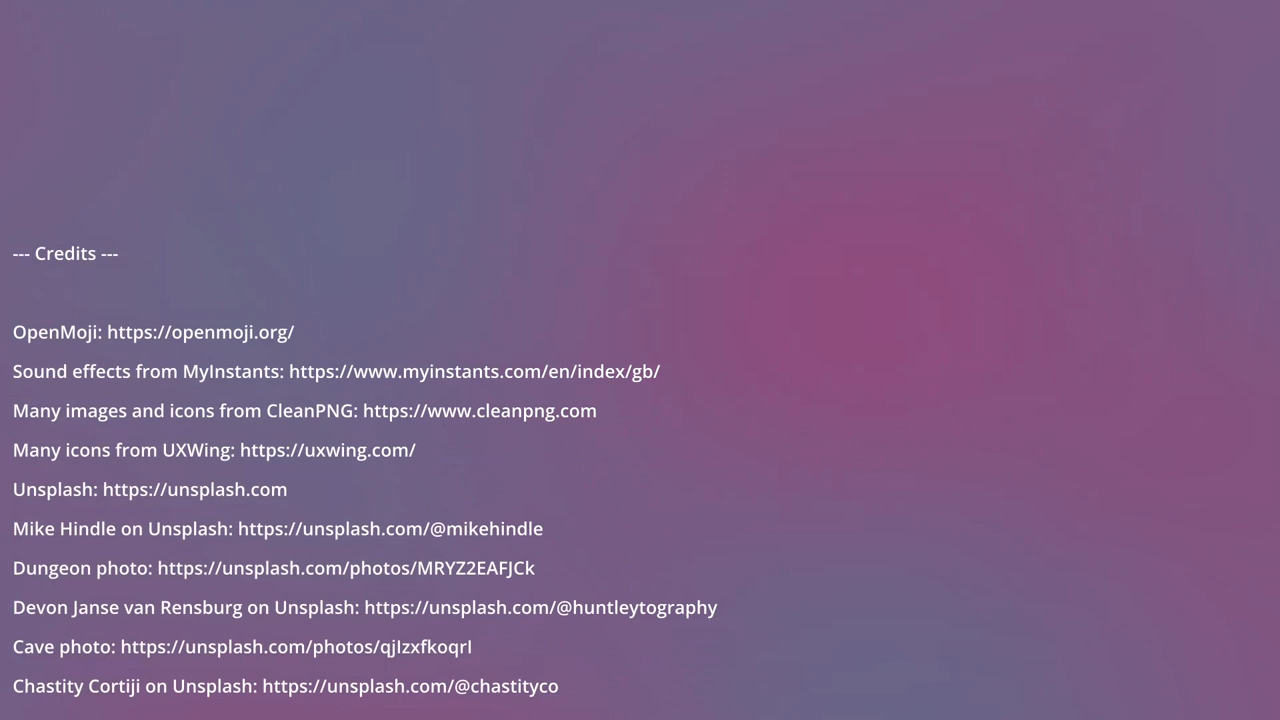 --- Credits ---
OpenMoji: https://openmoji.org/
Sound effects from MyInstants: https://www.myinstants.com/en/index/gb/
Many images and icons from CleanPNG: https://www.cleanpng.com
Many icons from UXWing: https://uxwing.com/
Unsplash: https://unsplash.com
Mike Hindle on Unsplash: https://unsplash.com/@mikehindle
Dungeon photo: https://unsplash.com/photos/MRYZ2EAFJCk
Devon Janse van Rensburg on Unsplash: https://unsplash.com/@huntleytography
Cave photo: https://unsplash.com/photos/qjIzxfkoqrI
Chastity Cortiji on Unsplash: https://unsplash.com/@chastityco